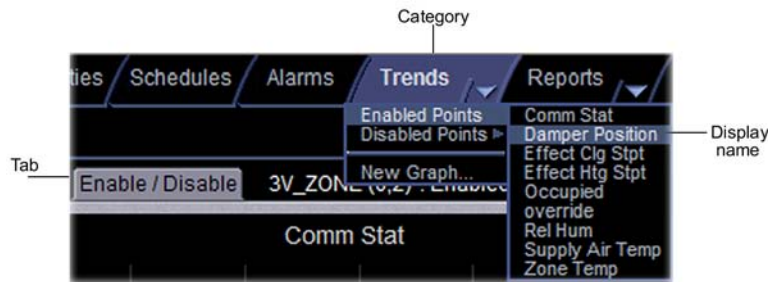 Category
ties Schedules Alarms Trends Reports
Enabled Points
Disabled Points
New Graph...
Comm Stat
Damper Position
Effect Clg Stpt
Effect Htg Stpt
Occupied
override
Rel Hum
Supply Air Temp
Zone Temp
Display
name
Tab
Enable / Disable 3V_ZONE (0,2) : Enabled
Comm Stat